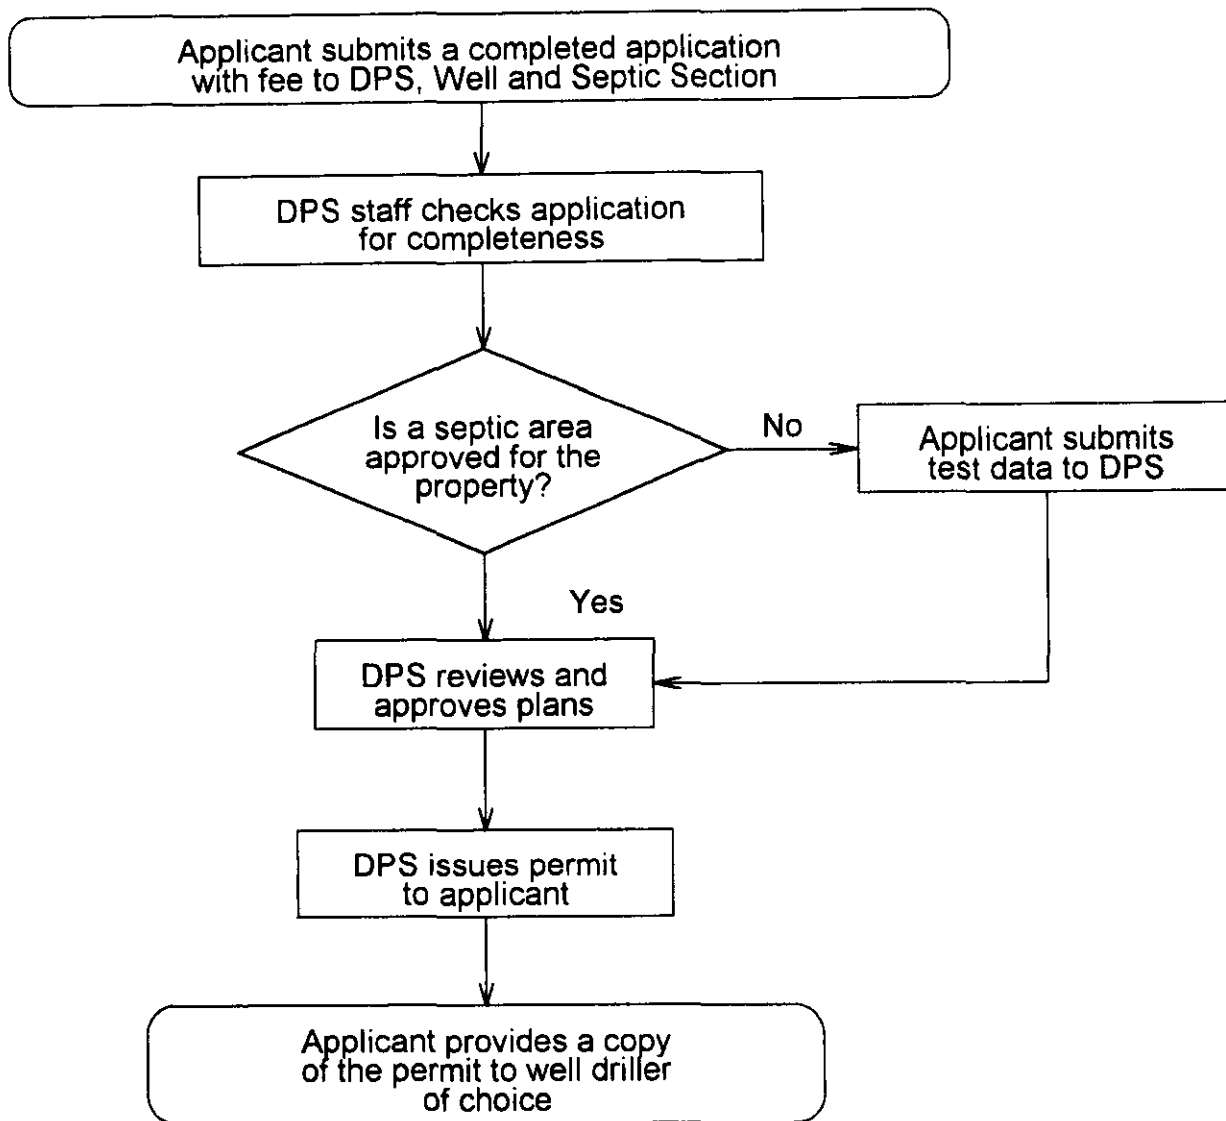 Applicant submits a completed application
with fee to DPS, Well and Septic Section
DPS staff checks application
for completeness
Is a septic area
approved for the
property?
No
Applicant submits
test data to DPS
Yes
DPS reviews and
approves plans
DPS issues permit
to applicant
Applicant provides a copy
of the permit to well driller
of choice